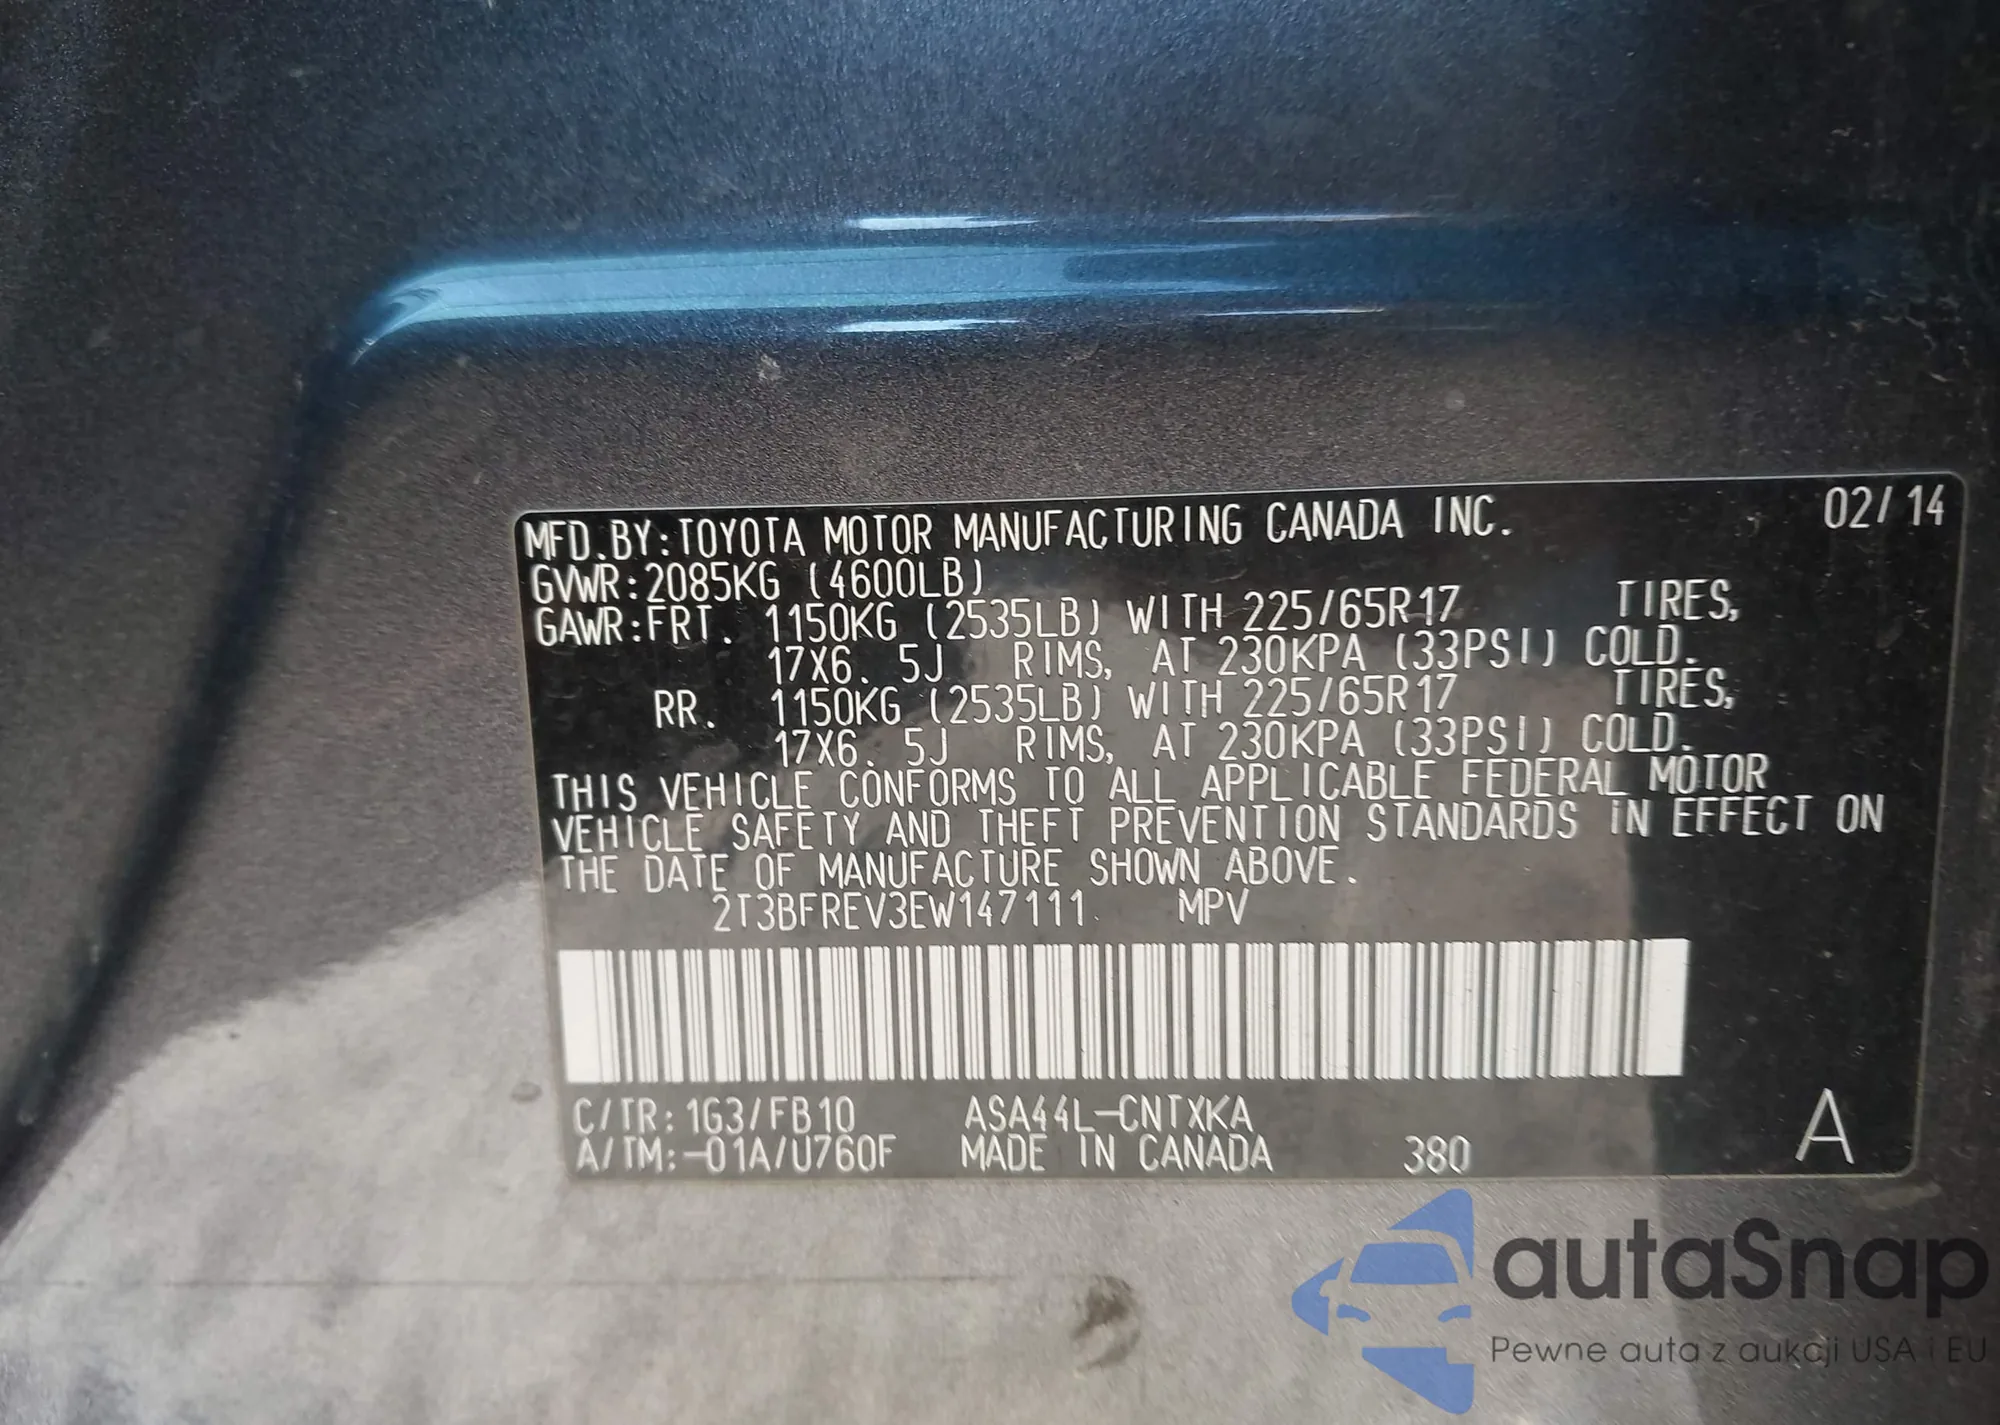 MFD.BY:TOYOTA MOTOR MANUFACTURING CANADA INC. 02/14
GVWR:2085KG (4600LB)
GAWR:FRT. 1150KG (2535LB) WITH 225/65R17 TIRES,
17X6.5J RIMS, AT 230KPA (33PSI) COLD.
RR. 1150KG (2535LB) WITH 225/65R17 TIRES,
17X6.5J RIMS, AT 230KPA (33PSI) COLD.
THIS VEHICLE CONFORMS TO ALL APPLICABLE FEDERAL MOTOR
VEHICLE SAFETY AND THEFT PREVENTION STANDARDS IN EFFECT ON
THE DATE OF MANUFACTURE SHOWN ABOVE.
2T3BFREV3EW147111 MPV
C/TR:1G3/FB10 ASA44L-CNTXKA
A/TM:-01A/U760F MADE IN CANADA 380 A
autaSnap
Pewne auta z aukcji USA i EU